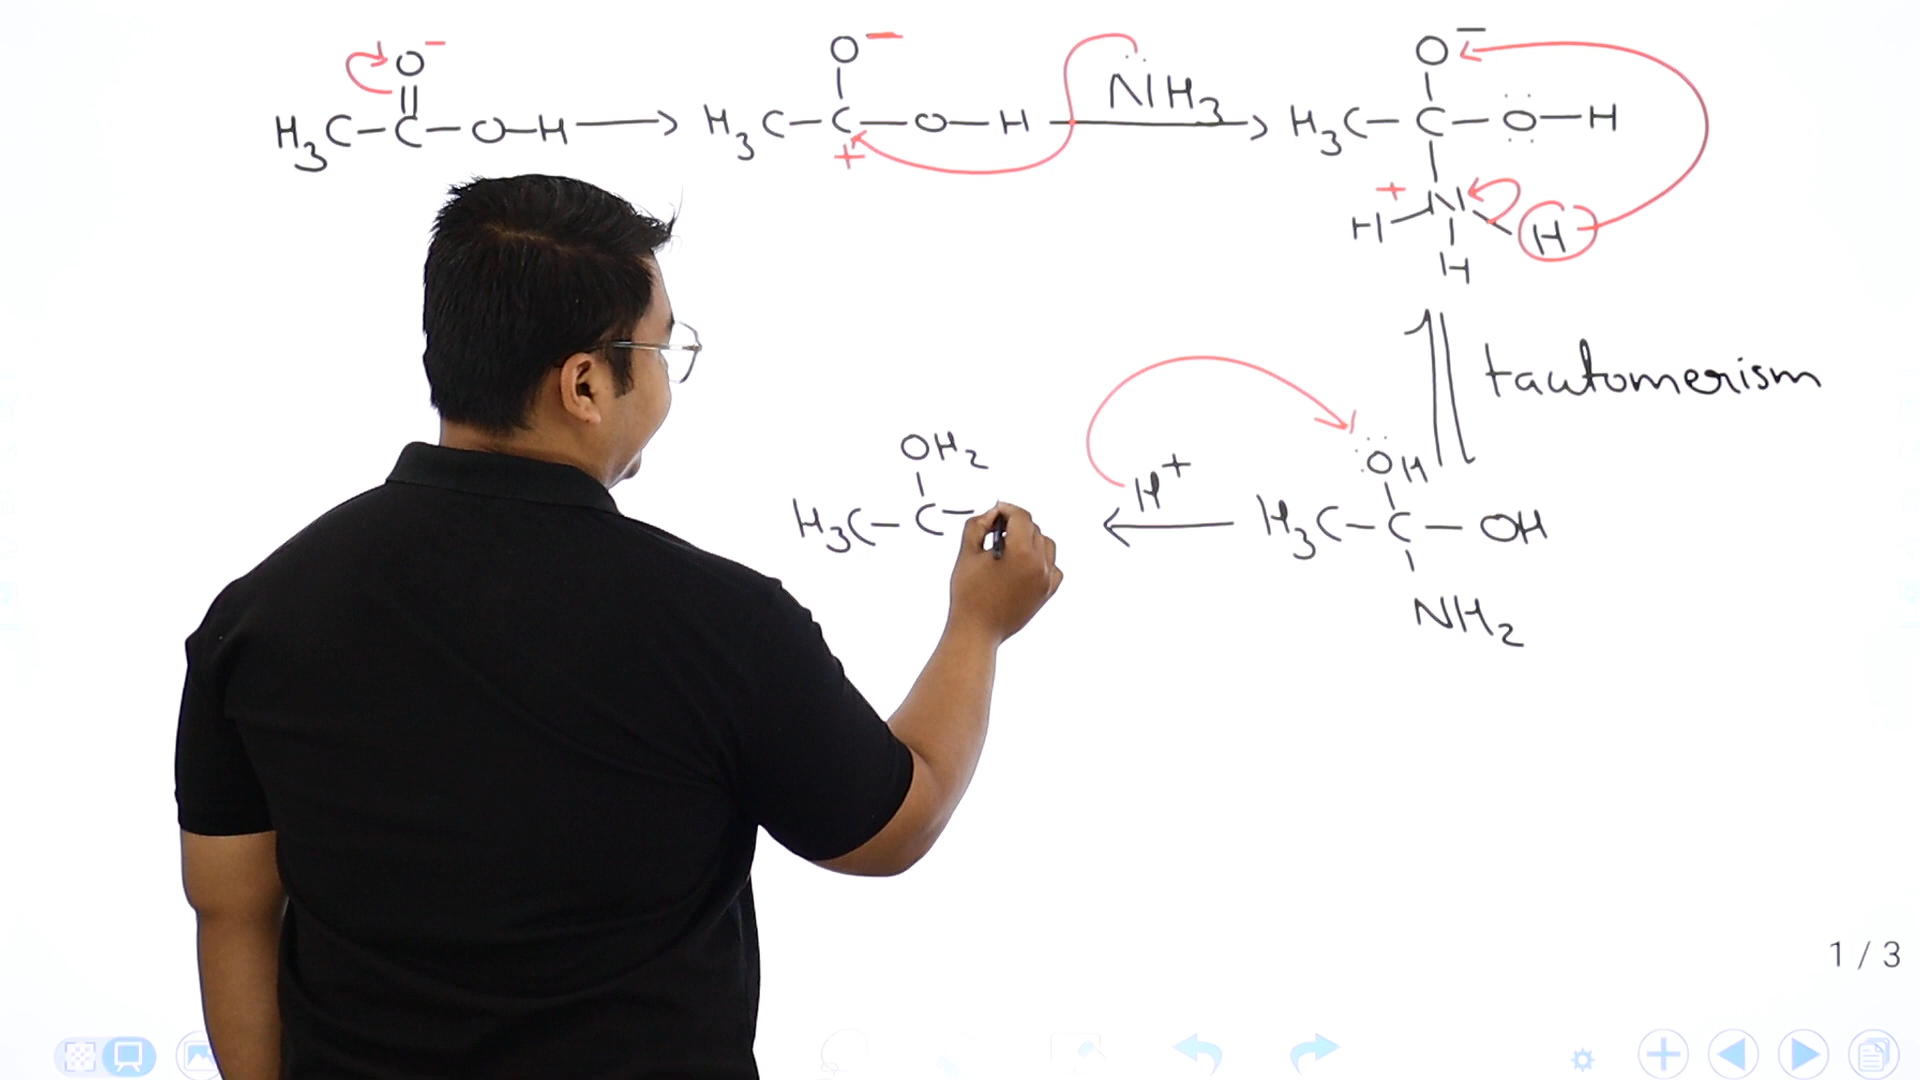 O⁻
H₃C–C–O–H
O⁻
H₃C–C–O–H
+
NH₃
O⁻
H₃C–C–O–H
+
H N H
H
tautomerism
OH₂
H₃C–C–
H⁺
OH
H₃C–C–OH
NH₂
1 / 3